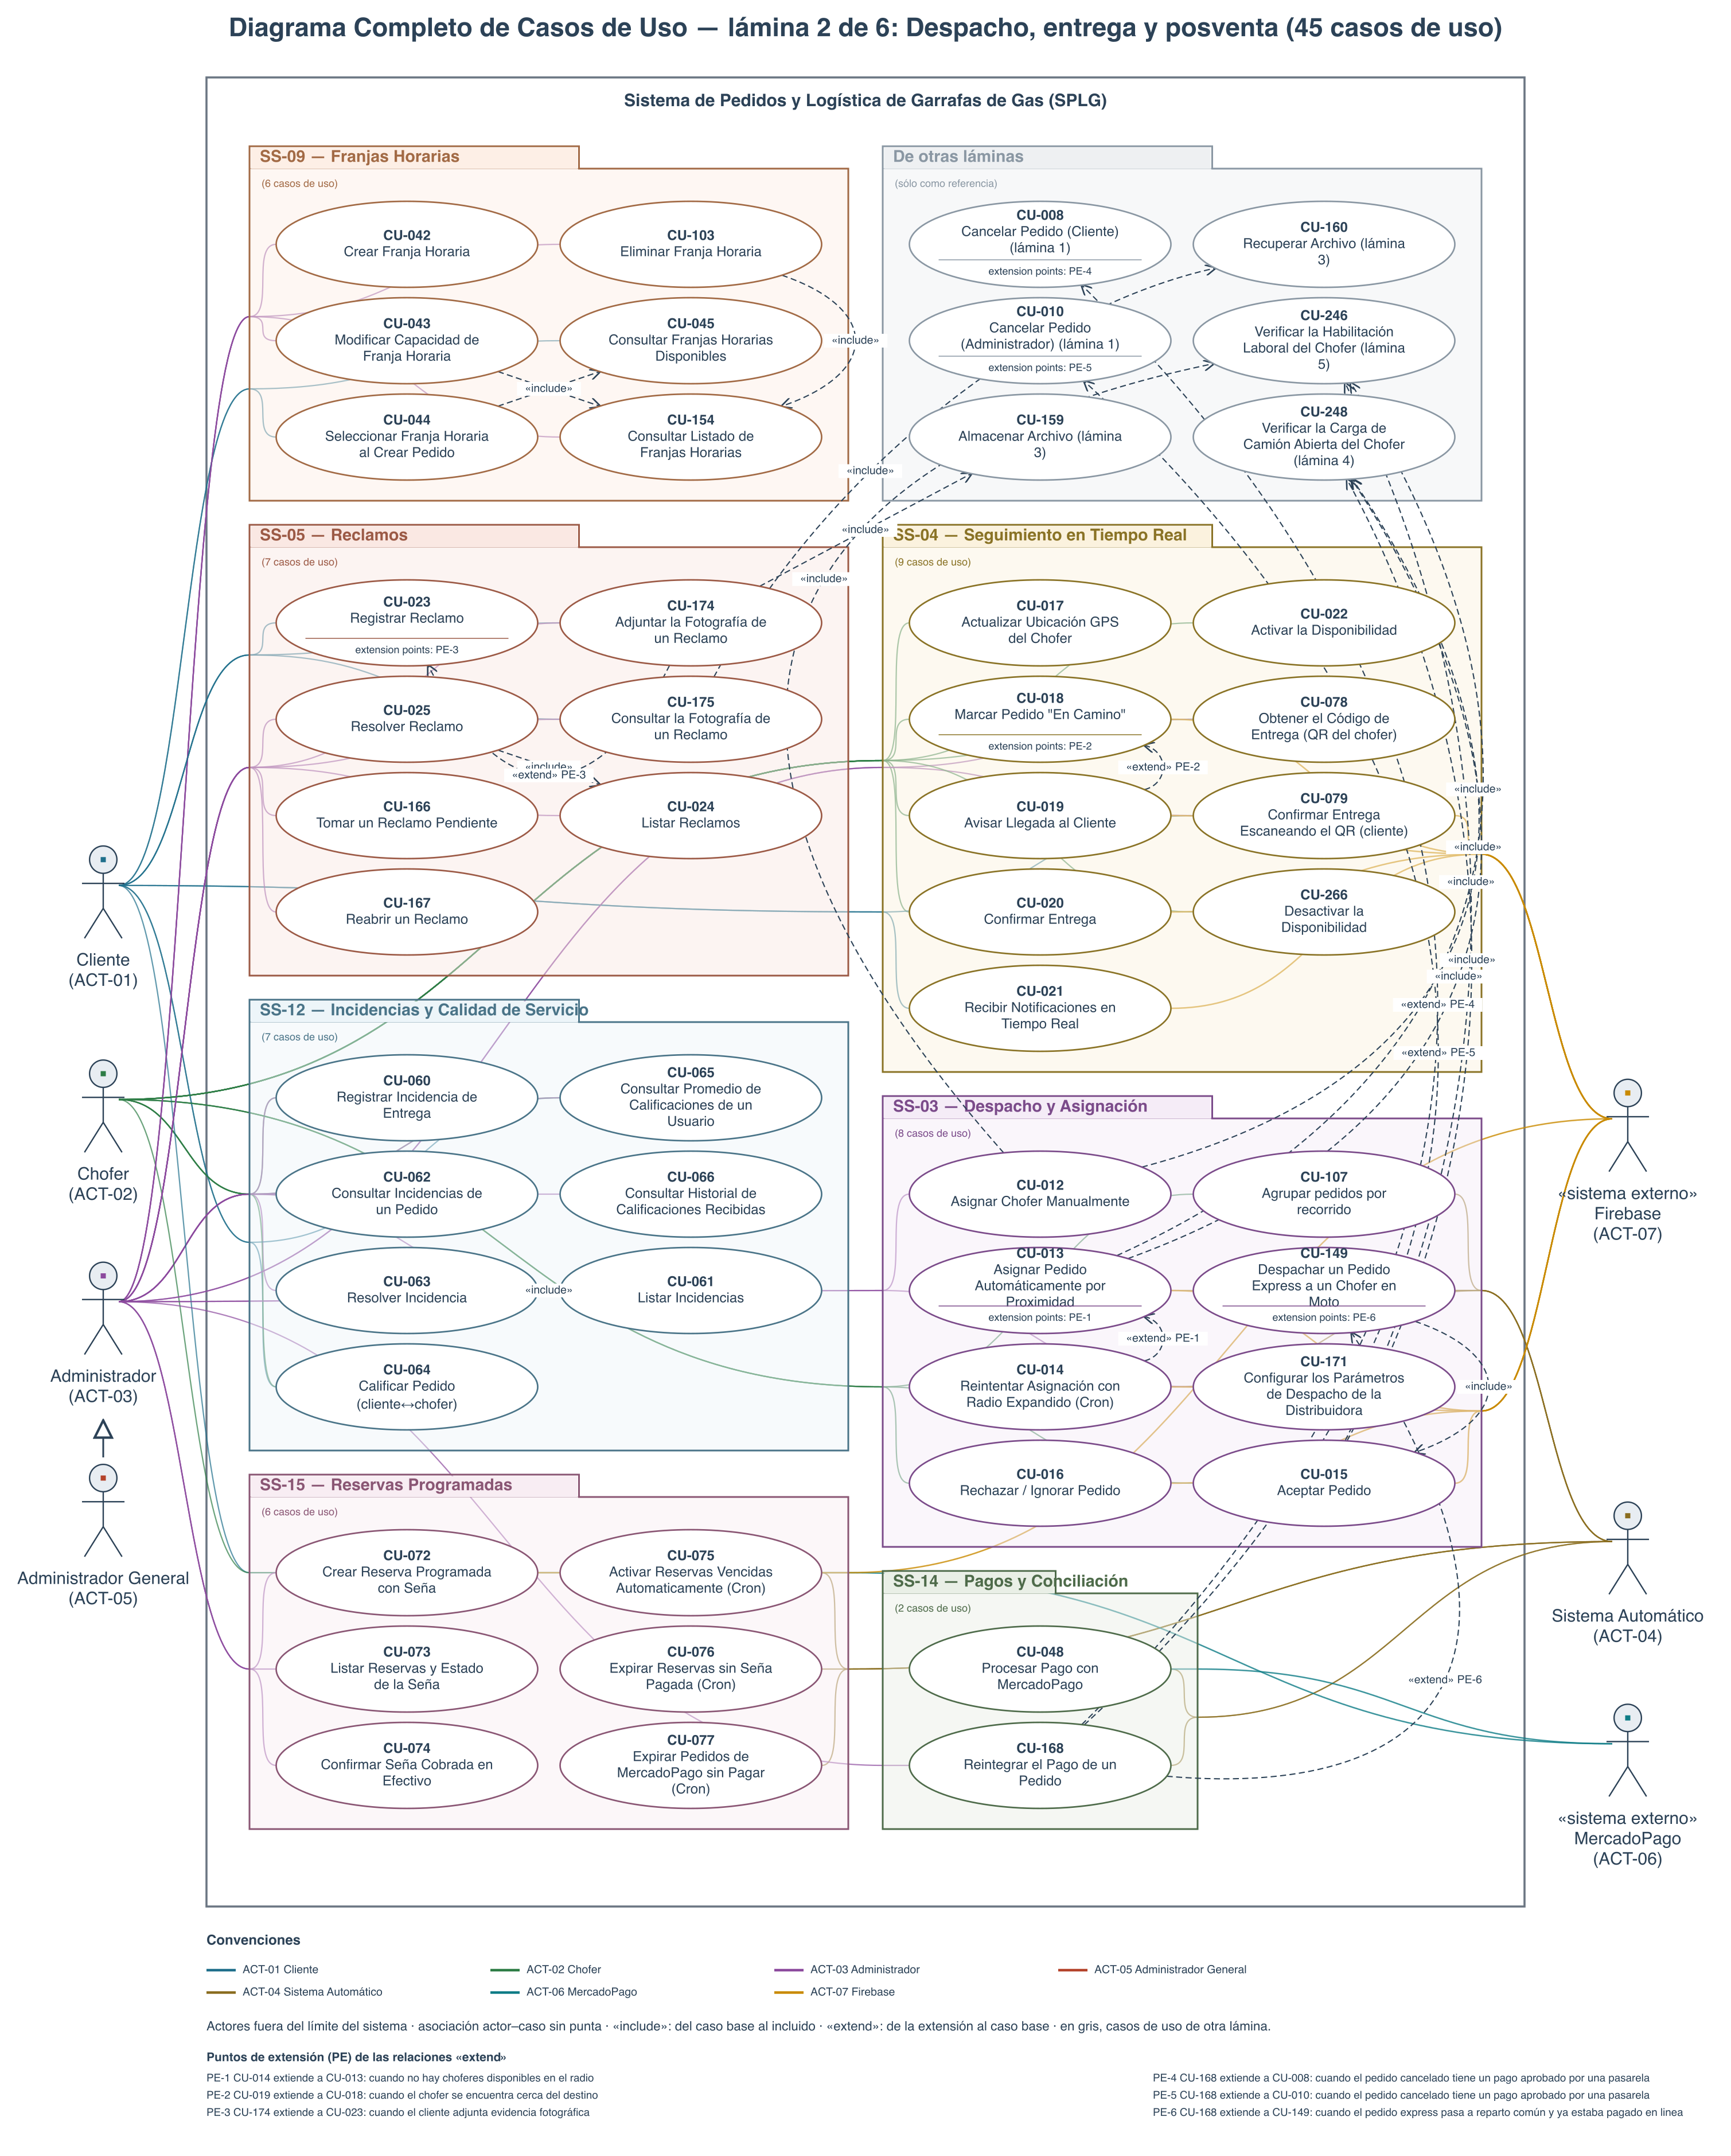 Diagrama Completo de Casos de Uso — lámina 2 de 6: Despacho, entrega y posventa (45 casos de uso)
Sistema de Pedidos y Logística de Garrafas de Gas (SPLG)
SS-09 — Franjas Horarias
(6 casos de uso)
CU-042
Crear Franja Horaria
CU-103
Eliminar Franja Horaria
CU-043
Modificar Capacidad de
Franja Horaria
CU-045
Consultar Franjas Horarias
Disponibles
«include»
«include»
CU-044
Seleccionar Franja Horaria
al Crear Pedido
CU-154
Consultar Listado de
Franjas Horarias
De otras láminas
(sólo como referencia)
CU-008
Cancelar Pedido (Cliente)
(lámina 1)
extension points: PE-4
CU-160
Recuperar Archivo (lámina
3)
CU-010
Cancelar Pedido
(Administrador) (lámina 1)
extension points: PE-5
CU-246
Verificar la Habilitación
Laboral del Chofer (lámina
5)
CU-159
Almacenar Archivo (lámina
3)
CU-248
Verificar la Carga de
Camión Abierta del Chofer
(lámina 4)
«include»
«include»
«include»
SS-05 — Reclamos
(7 casos de uso)
CU-023
Registrar Reclamo
extension points: PE-3
CU-174
Adjuntar la Fotografía de
un Reclamo
CU-025
Resolver Reclamo
CU-175
Consultar la Fotografía de
un Reclamo
«include»
«extend» PE-3
CU-166
Tomar un Reclamo Pendiente
CU-024
Listar Reclamos
CU-167
Reabrir un Reclamo
SS-04 — Seguimiento en Tiempo Real
(9 casos de uso)
CU-017
Actualizar Ubicación GPS
del Chofer
CU-022
Activar la Disponibilidad
CU-018
Marcar Pedido "En Camino"
extension points: PE-2
CU-078
Obtener el Código de
Entrega (QR del chofer)
«extend» PE-2
«include»
CU-019
Avisar Llegada al Cliente
CU-079
Confirmar Entrega
Escaneando el QR (cliente)
«include»
«include»
CU-020
Confirmar Entrega
CU-266
Desactivar la
Disponibilidad
«include»
«include»
CU-021
Recibir Notificaciones en
Tiempo Real
«extend» PE-4
«extend» PE-5
SS-12 — Incidencias y Calidad de Servicio
(7 casos de uso)
CU-060
Registrar Incidencia de
Entrega
CU-065
Consultar Promedio de
Calificaciones de un
Usuario
CU-062
Consultar Incidencias de
un Pedido
CU-066
Consultar Historial de
Calificaciones Recibidas
CU-063
Resolver Incidencia
«include»
CU-061
Listar Incidencias
CU-064
Calificar Pedido
(cliente↔chofer)
SS-03 — Despacho y Asignación
(8 casos de uso)
CU-012
Asignar Chofer Manualmente
CU-107
Agrupar pedidos por
recorrido
CU-013
Asignar Pedido
Automáticamente por
Proximidad
extension points: PE-1
CU-149
Despachar un Pedido
Express a un Chofer en
Moto
extension points: PE-6
«extend» PE-1
CU-014
Reintentar Asignación con
Radio Expandido (Cron)
CU-171
Configurar los Parámetros
de Despacho de la
Distribuidora
«include»
CU-016
Rechazar / Ignorar Pedido
CU-015
Aceptar Pedido
SS-15 — Reservas Programadas
(6 casos de uso)
CU-072
Crear Reserva Programada
con Seña
CU-075
Activar Reservas Vencidas
Automaticamente (Cron)
CU-073
Listar Reservas y Estado
de la Seña
CU-076
Expirar Reservas sin Seña
Pagada (Cron)
CU-074
Confirmar Seña Cobrada en
Efectivo
CU-077
Expirar Pedidos de
MercadoPago sin Pagar
(Cron)
SS-14 — Pagos y Conciliación
(2 casos de uso)
CU-048
Procesar Pago con
MercadoPago
CU-168
Reintegrar el Pago de un
Pedido
«extend» PE-6
Cliente
(ACT-01)
Chofer
(ACT-02)
Administrador
(ACT-03)
Administrador General
(ACT-05)
«sistema externo»
Firebase
(ACT-07)
Sistema Automático
(ACT-04)
«sistema externo»
MercadoPago
(ACT-06)
Convenciones
ACT-01 Cliente
ACT-02 Chofer
ACT-03 Administrador
ACT-05 Administrador General
ACT-04 Sistema Automático
ACT-06 MercadoPago
ACT-07 Firebase
Actores fuera del límite del sistema · asociación actor–caso sin punta · «include»: del caso base al incluido · «extend»: de la extensión al caso base · en gris, casos de uso de otra lámina.
Puntos de extensión (PE) de las relaciones «extend»
PE-1 CU-014 extiende a CU-013: cuando no hay choferes disponibles en el radio
PE-2 CU-019 extiende a CU-018: cuando el chofer se encuentra cerca del destino
PE-3 CU-174 extiende a CU-023: cuando el cliente adjunta evidencia fotográfica
PE-4 CU-168 extiende a CU-008: cuando el pedido cancelado tiene un pago aprobado por una pasarela
PE-5 CU-168 extiende a CU-010: cuando el pedido cancelado tiene un pago aprobado por una pasarela
PE-6 CU-168 extiende a CU-149: cuando el pedido express pasa a reparto común y ya estaba pagado en línea